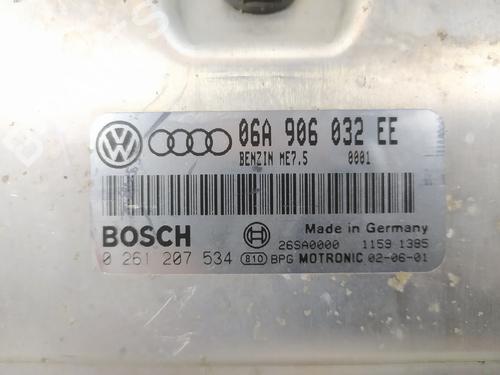 06A 906 032 EE
BENZIN ME7.5 0001
BOSCH
Made in Germany
26SA0000 1159 1385
0 261 207 534 810 BPG MOTRONIC 02-06-01